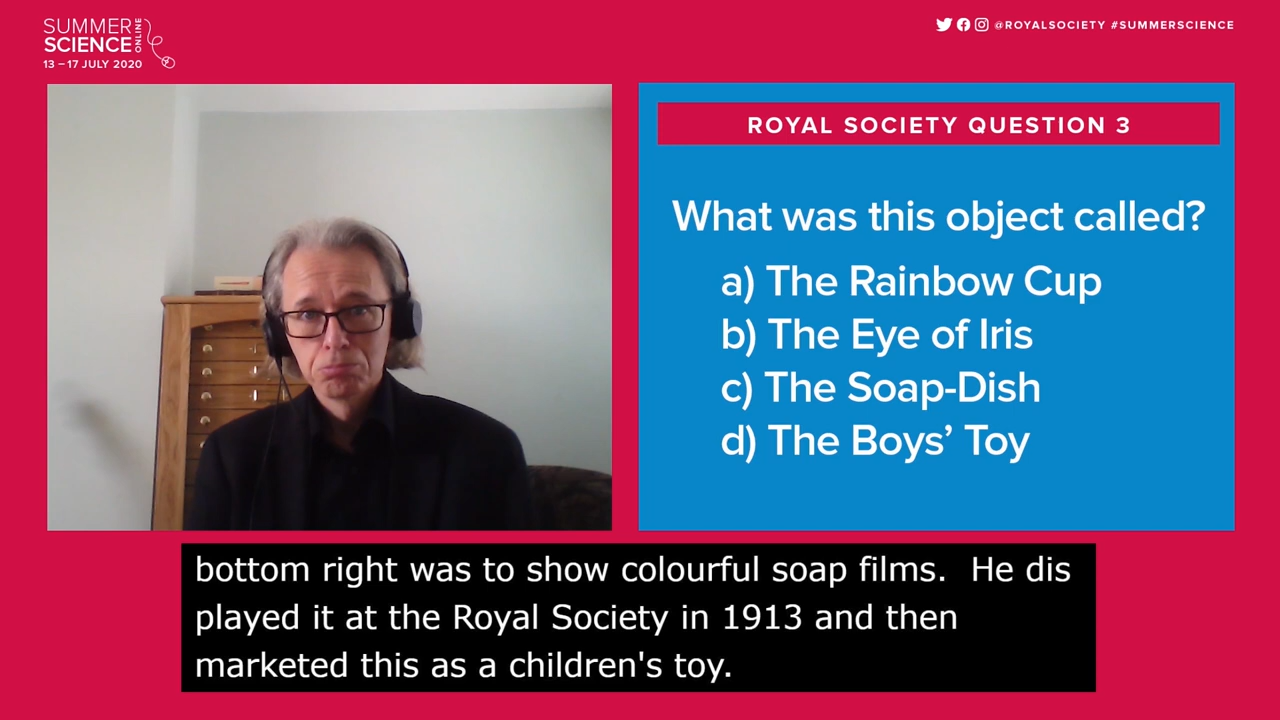 SUMMER
SCIENCE
ONLINE
13 – 17 JULY 2020
@ROYALSOCIETY #SUMMERSCIENCE
ROYAL SOCIETY QUESTION 3
What was this object called?
a) The Rainbow Cup
b) The Eye of Iris
c) The Soap-Dish
d) The Boys’ Toy
bottom right was to show colourful soap films.  He dis
played it at the Royal Society in 1913 and then
marketed this as a children's toy.